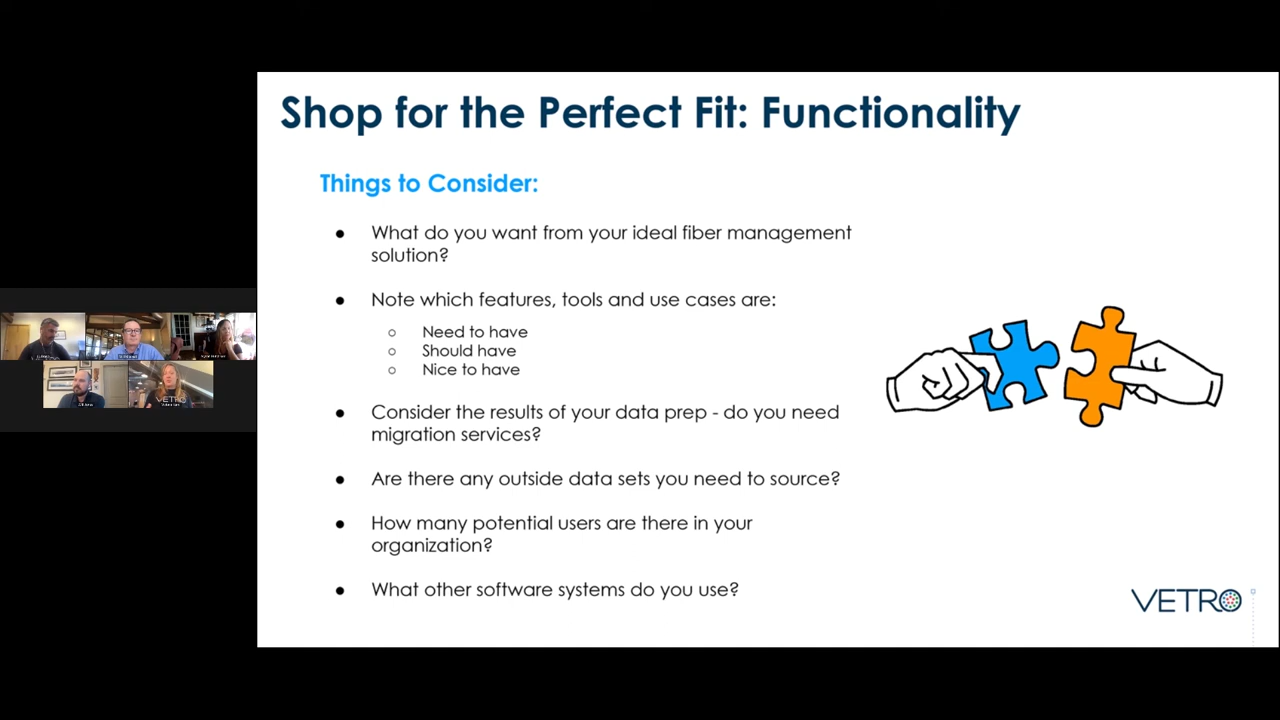 Shop for the Perfect Fit: Functionality
Things to Consider:
● What do you want from your ideal fiber management
solution?
● Note which features, tools and use cases are:
○ Need to have
○ Should have
○ Nice to have
● Consider the results of your data prep - do you need
migration services?
● Are there any outside data sets you need to source?
● How many potential users are there in your
organization?
● What other software systems do you use?
VETRO
VETRO